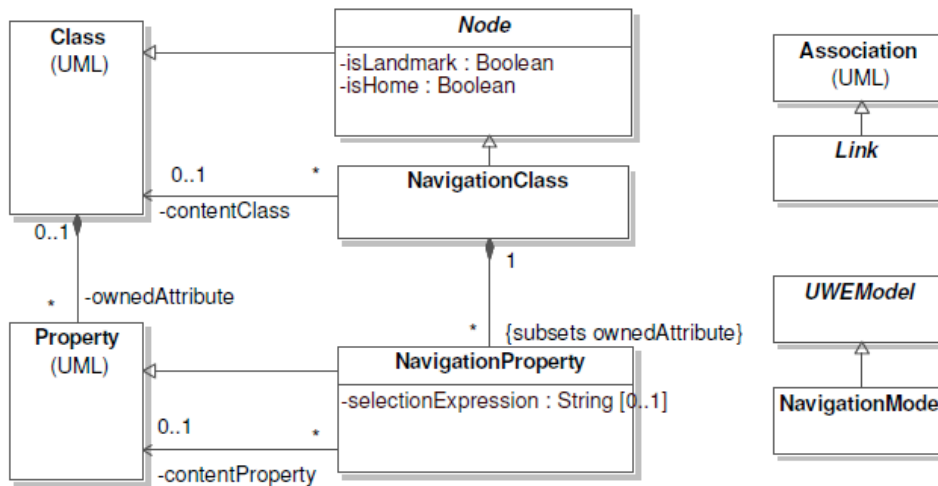 Class
(UML)
Node
-isLandmark : Boolean
-isHome : Boolean
Association
(UML)
Link
0..1
*
-contentClass
NavigationClass
0..1
1
*
-ownedAttribute
*
{subsets ownedAttribute}
UWEModel
Property
(UML)
NavigationProperty
-selectionExpression : String [0..1]
NavigationMode
0..1
*
-contentProperty